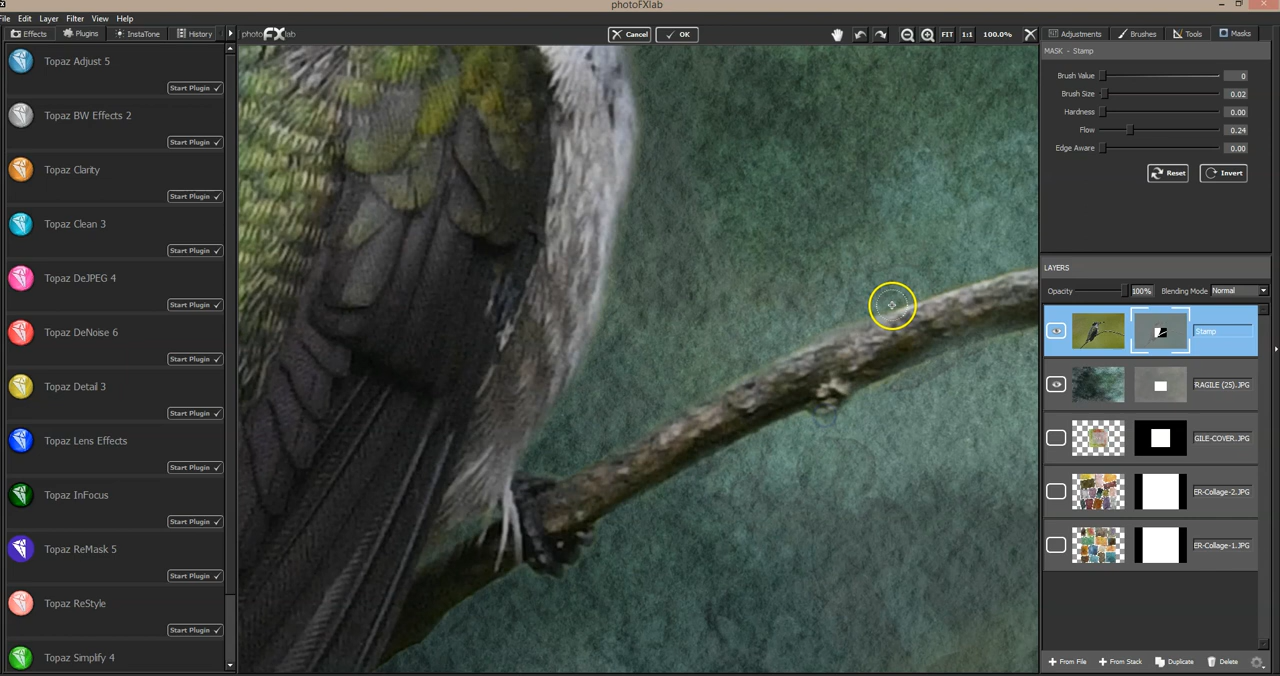 photoFXlab
File Edit Layer Filter View Help
Effects Plugins InstaTone History
photo FX lab Cancel OK FIT 1:1 100.0%
Adjustments Brushes Tools Masks
MASK - Stamp
Brush Value 0
Brush Size 0.02
Hardness 0.00
Flow 0.24
Edge Aware 0.00
Reset Invert
Topaz Adjust 5
Start Plugin
Topaz BW Effects 2
Start Plugin
Topaz Clarity
Start Plugin
Topaz Clean 3
Start Plugin
Topaz DeJPEG 4
Start Plugin
Topaz DeNoise 6
Start Plugin
Topaz Detail 3
Start Plugin
Topaz Lens Effects
Start Plugin
Topaz InFocus
Start Plugin
Topaz ReMask 5
Start Plugin
Topaz ReStyle
Start Plugin
Topaz Simplify 4
LAYERS
Opacity 100% Blending Mode Normal
Stamp
RAGILE (25).JPG
GILE-COVER.JPG
ER-Collage-2.JPG
ER-Collage-1.JPG
From File From Stack Duplicate Delete